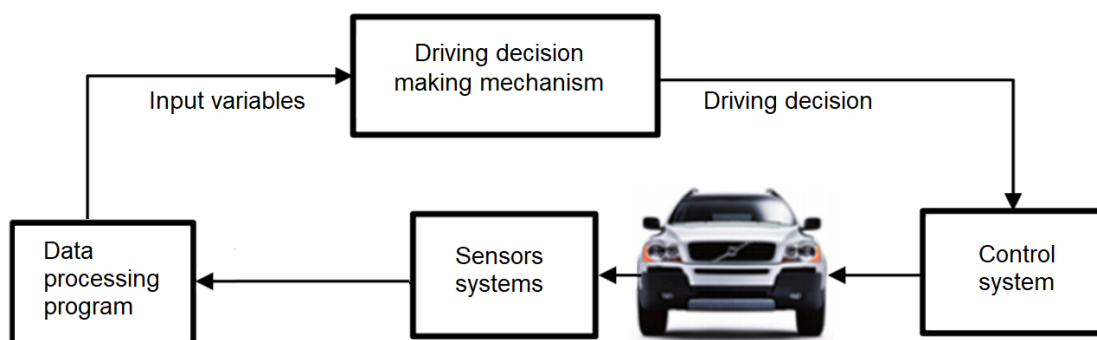 Driving decision
making mechanism
Input variables
Driving decision
Data
processing
program
Sensors
systems
Control
system